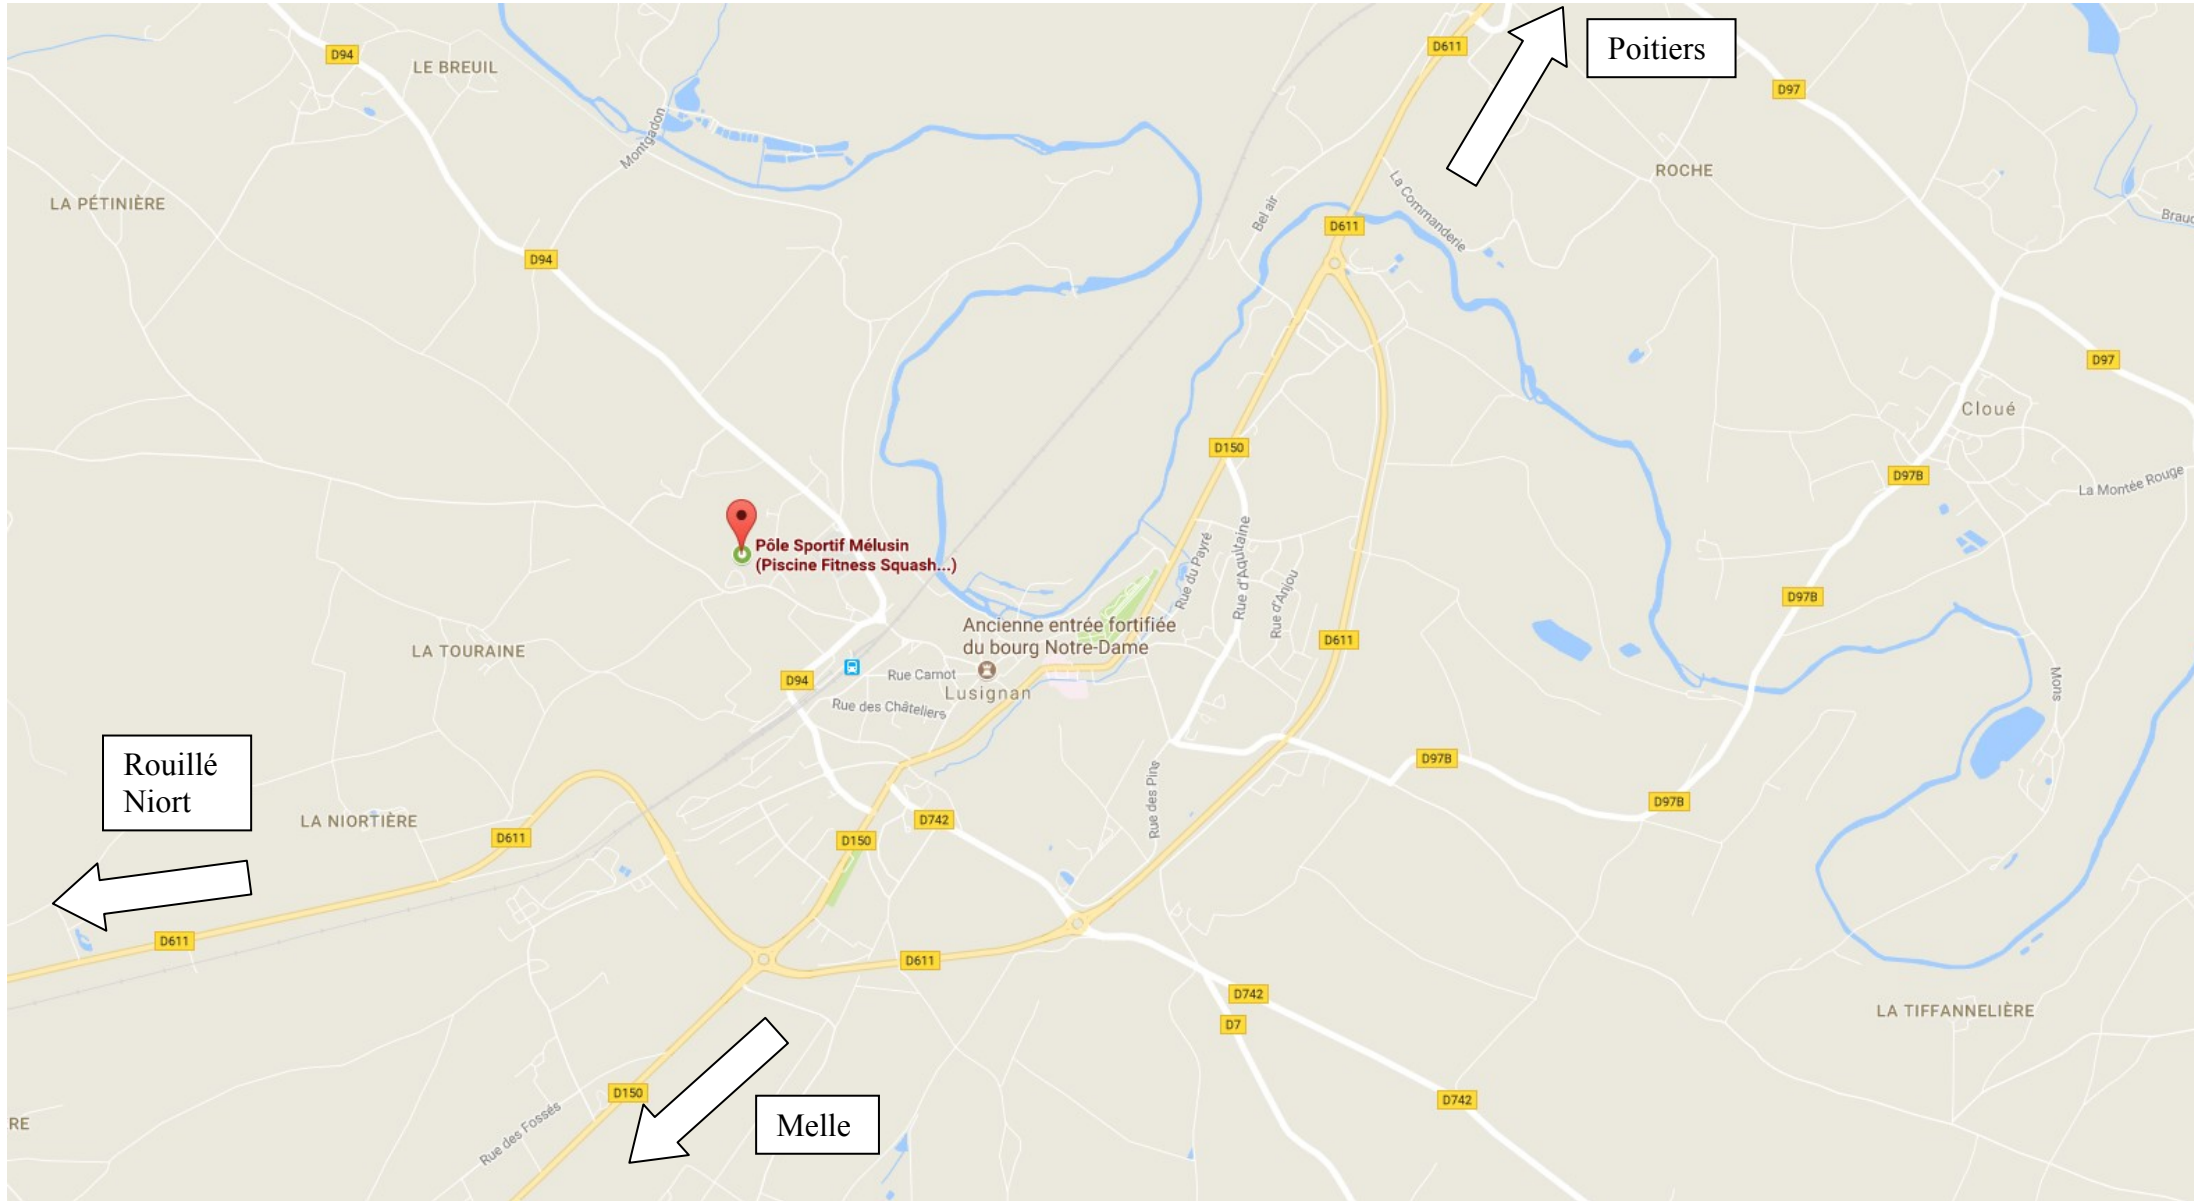 D94
LE BREUIL
D611
Poitiers
D97
Montgadon
ROCHE
LA PÉTINIÈRE
La Commanderie
Bel air
D611
D94
D97
Cloué
D150
D97B
La Montée Rouge
Pôle Sportif Mélusin
(Piscine Fitness Squash...)
Rue du Payré
Rue d'Aquitaine
Rue d'Anjou
D97B
Ancienne entrée fortifiée
du bourg Notre-Dame
D611
LA TOURAINE
D94
Rue Carnot
Lusignan
Rue des Châteliers
Mons
Rouillé
Niort
D97B
Rue des Pins
D97B
LA NIORTIÈRE
D611
D742
D150
D611
D611
D742
D7
LA TIFFANNELIÈRE
D150
Melle
D742
Rue des Fossés
RE